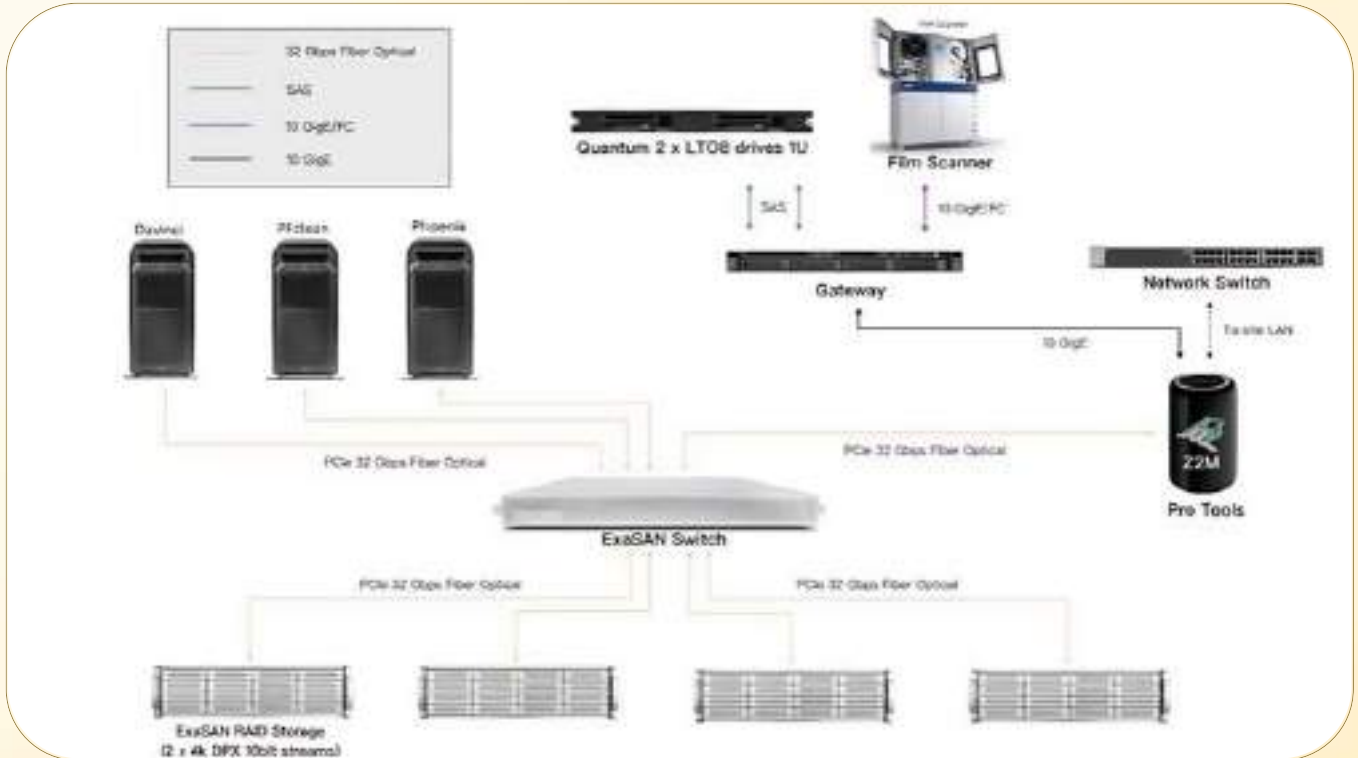 32 Gbps Fiber Optical
SAS
10 GigE/FC
10 GigE
Film Scanner
Quantum 2 x LTO8 drives 1U
Film Scanner
SAS
10 GigE/FC
Davinci
PFclean
Phoenix
Gateway
Network Switch
To site LAN
10 GigE
PCIe 32 Gbps Fiber Optical
PCIe 32 Gbps Fiber Optical
Pro Tools
ExaSAN Switch
PCIe 32 Gbps Fiber Optical
PCIe 32 Gbps Fiber Optical
ExaSAN RAID Storage
(2 x 4k DPX 10bit streams)